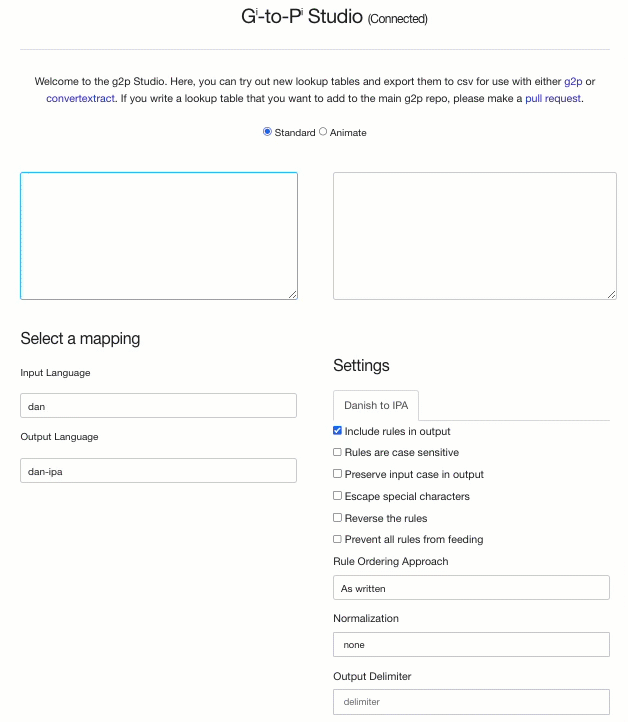 Gⁱ-to-Pⁱ Studio (Connected)
Welcome to the g2p Studio. Here, you can try out new lookup tables and export them to csv for use with either g2p or
convertextract. If you write a lookup table that you want to add to the main g2p repo, please make a pull request.
Standard Animate
Select a mapping
Input Language
dan
Output Language
dan-ipa
Settings
Danish to IPA
Include rules in output
Rules are case sensitive
Preserve input case in output
Escape special characters
Reverse the rules
Prevent all rules from feeding
Rule Ordering Approach
As written
Normalization
none
Output Delimiter
delimiter